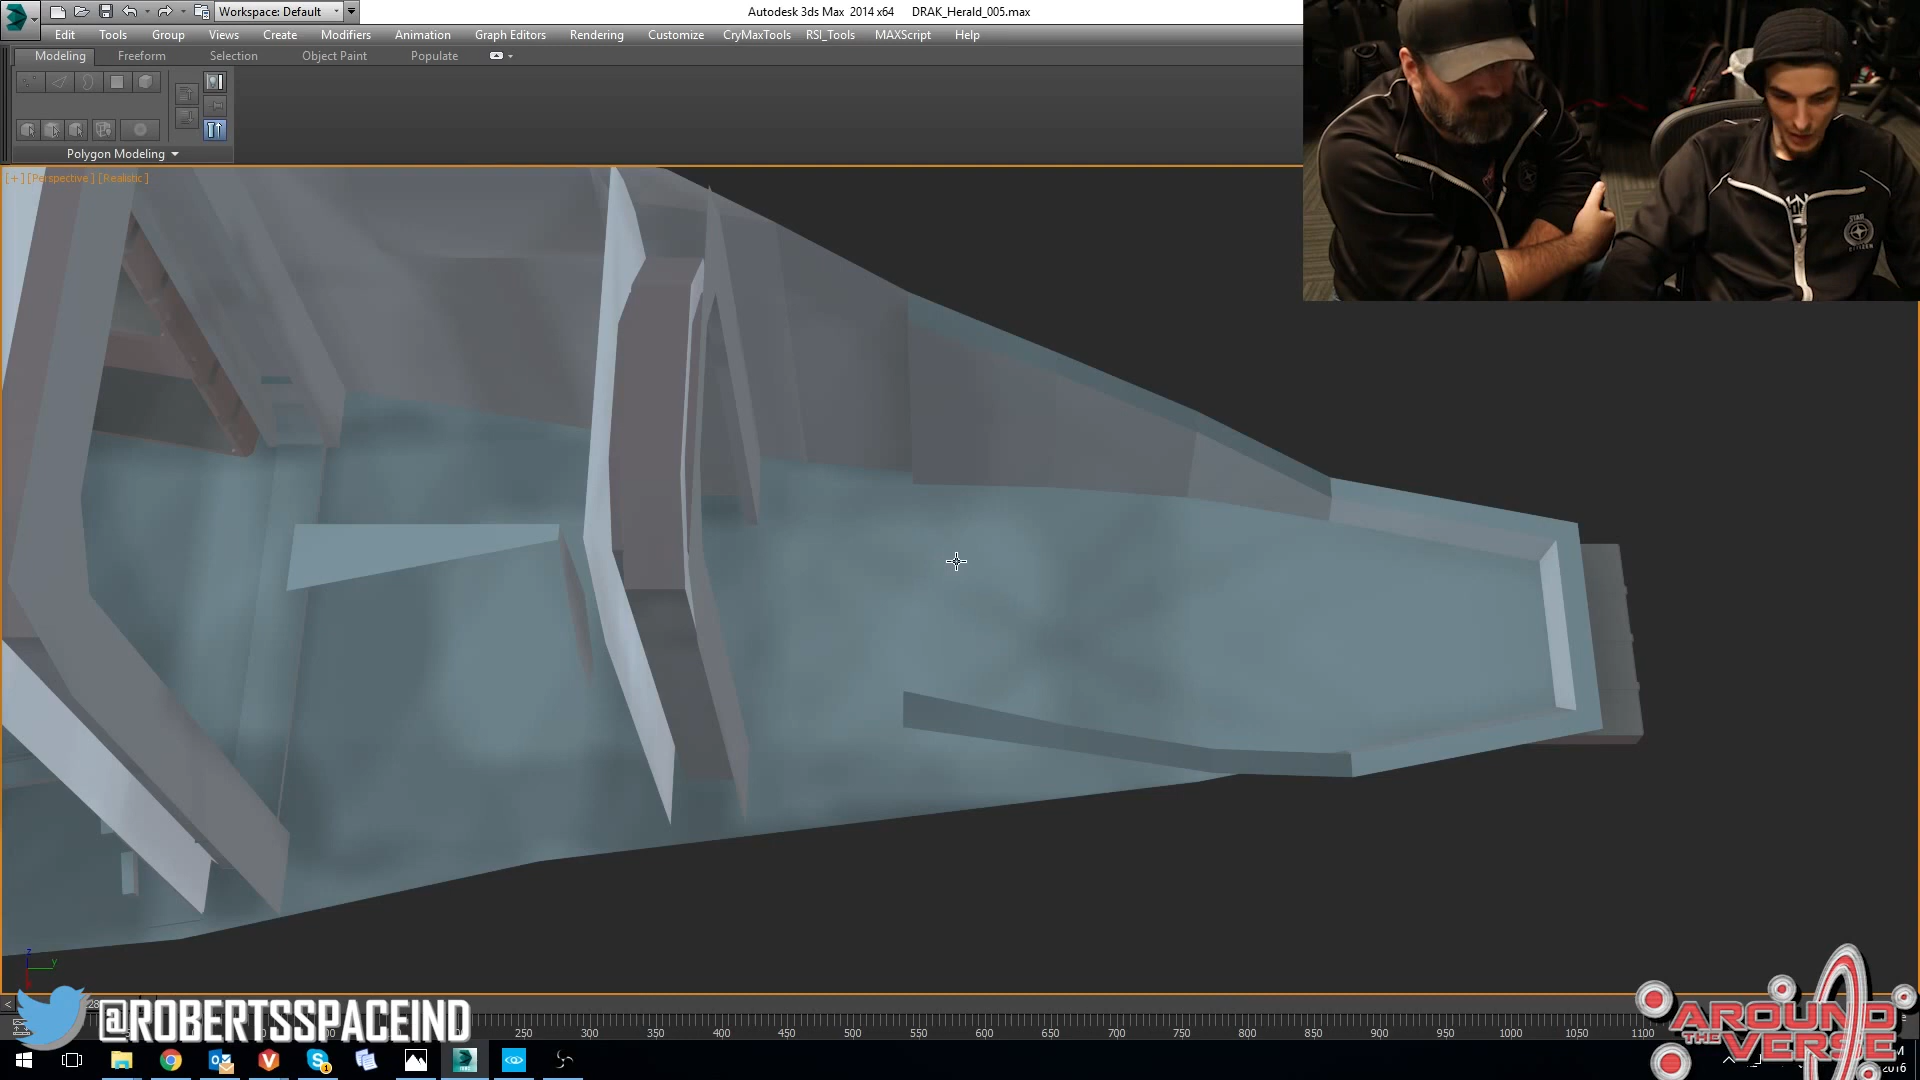 Workspace: Default
Autodesk 3ds Max 2014 x64 DRAK_Herald_005.max
Edit Tools Group Views Create Modifiers Animation Graph Editors Rendering Customize CryMaxTools RSI_Tools MAXScript Help
Modeling Freeform Selection Object Paint Populate
Polygon Modeling
[+] [Perspective] [Realistic]
STAR
CITIZEN
z
y
@ROBERTSSPACEIND
250 300 350 400 450 500 550 600 650 700 750 800 850 900 950 1000 1050 1100
AROUND
THE VERSE